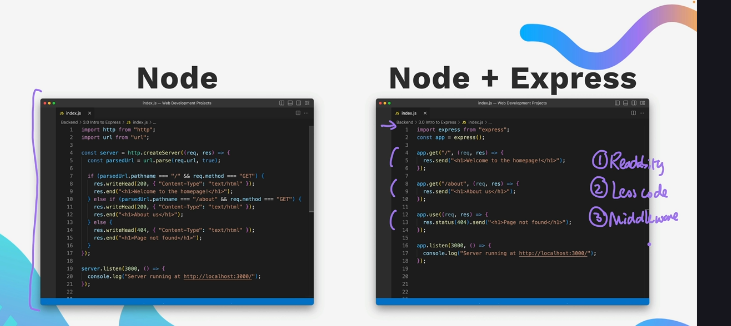 Node
Node + Express
index.js — Web Development Projects
index.js
Backend > 3.0 Intro to Express > index.js > ...
1 import http from "http";
2 import url from "url";
3
4 const server = http.createServer((req, res) => {
5 const parsedUrl = url.parse(req.url, true);
6
7 if (parsedUrl.pathname === "/" && req.method === "GET") {
8 res.writeHead(200, { "Content-Type": "text/html" });
9 res.end("<h1>Welcome to the homepage!</h1>");
10 } else if (parsedUrl.pathname === "/about" && req.method === "GET") {
11 res.writeHead(200, { "Content-Type": "text/html" });
12 res.end("<h1>About us</h1>");
13 } else {
14 res.writeHead(404, { "Content-Type": "text/html" });
15 res.end("<h1>Page not found</h1>");
16 }
17 });
18
19 server.listen(3000, () => {
20 console.log("Server running at http://localhost:3000/");
21 });
22
index.js — Web Development Projects
index.js
Backend > 3.0 Intro to Express > index.js > ...
1 import express from "express";
2 const app = express();
3
4 app.get("/", (req, res) => {
5 res.send("<h1>Welcome to the homepage!</h1>");
6 });
7
8 app.get("/about", (req, res) => {
9 res.send("<h1>About us</h1>");
10 });
11
12 app.use((req, res) => {
13 res.status(404).send("<h1>Page not found</h1>");
14 });
15
16 app.listen(3000, () => {
17 console.log("Server running at http://localhost:3000/");
18 });
19
20
21
22
1
2 Less code
3 Middleware